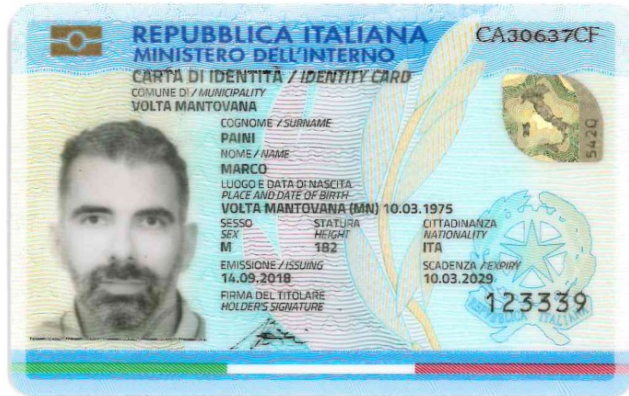 REPUBBLICA ITALIANA
CA30637CF
MINISTERO DELL'INTERNO
CARTA DI IDENTITÀ / IDENTITY CARD
COMUNE DI / MUNICIPALITY
VOLTA MANTOVANA
COGNOME / SURNAME
PAINI
NOME / NAME
MARCO
LUOGO E DATA DI NASCITA
PLACE AND DATE OF BIRTH
VOLTA MANTOVANA (MN) 10.03.1975
SESSO STATURA CITTADINANZA
SEX HEIGHT NATIONALITY
M 182 ITA
EMISSIONE / ISSUING SCADENZA / EXPIRY
14.09.2018 10.03.2029
FIRMA DEL TITOLARE
HOLDER'S SIGNATURE
123339
542Q
REPUBBLICA ITALIANA